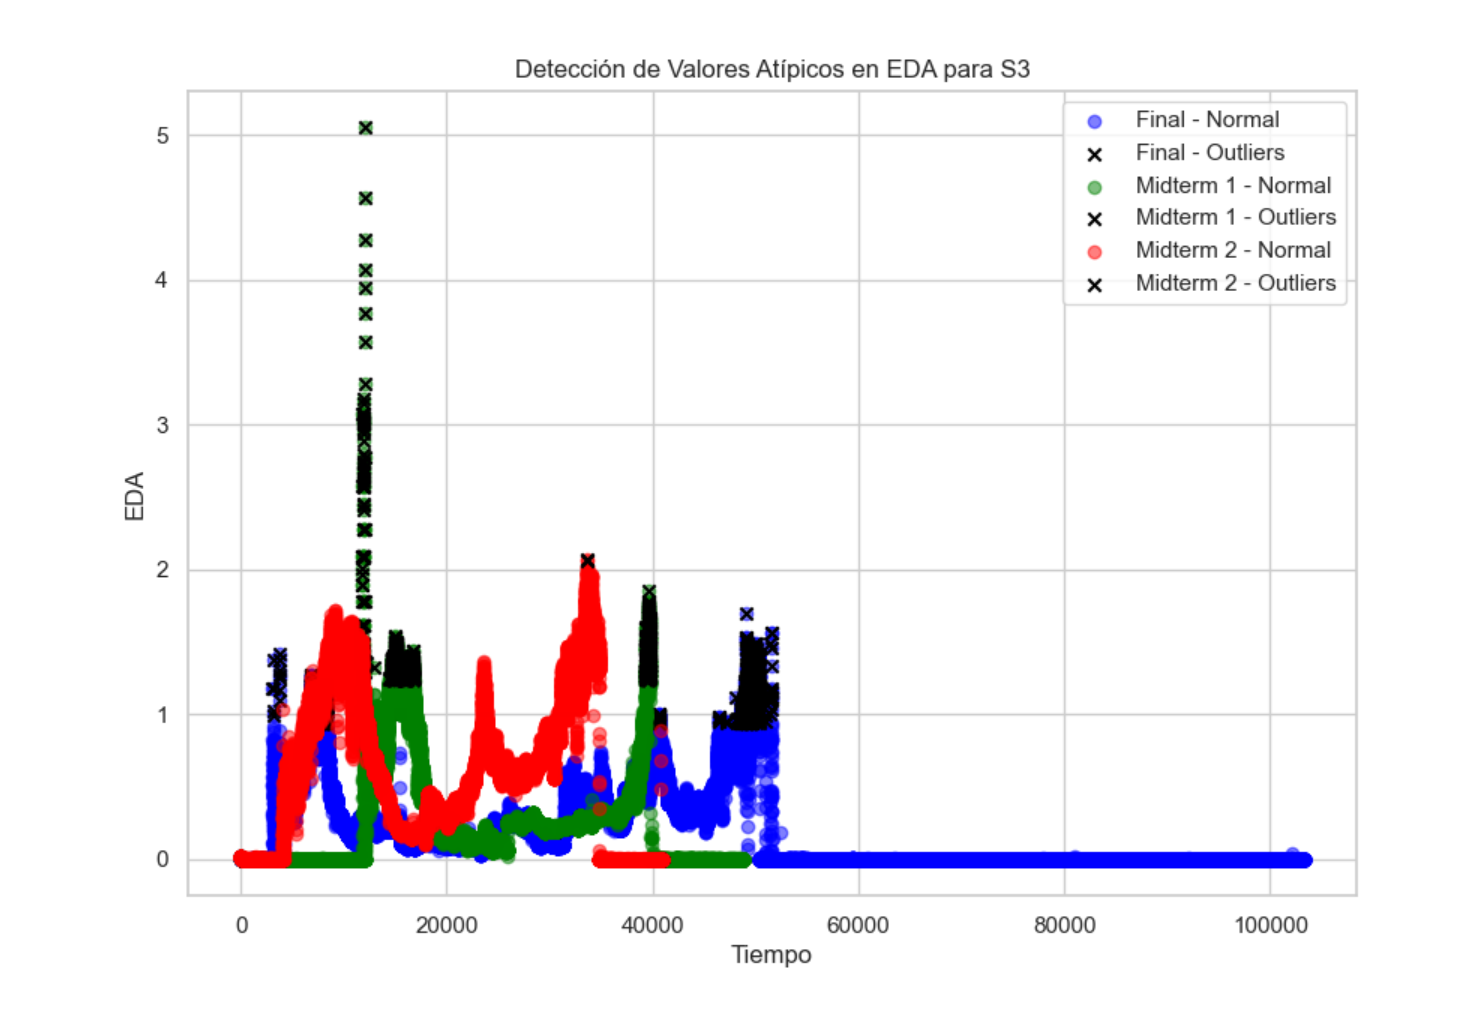 Detección de Valores Atípicos en EDA para S3
Final - Normal
Final - Outliers
Midterm 1 - Normal
Midterm 1 - Outliers
Midterm 2 - Normal
Midterm 2 - Outliers
5
4
3
2
1
0
EDA
0
20000
40000
60000
80000
100000
Tiempo